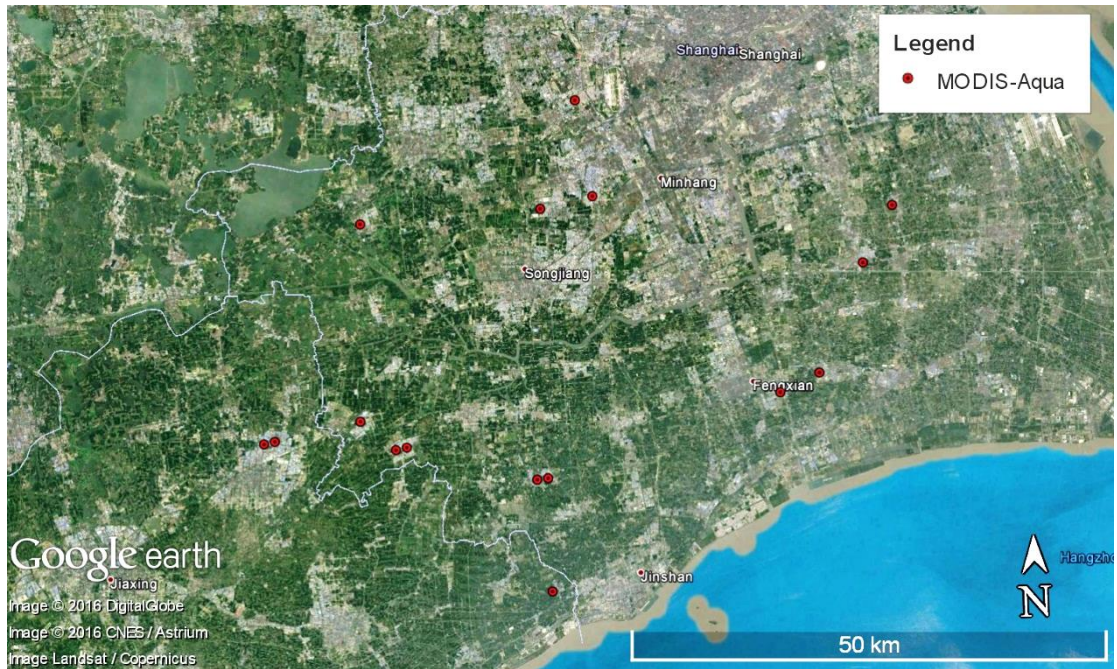 Shanghai Shanghai
Legend
MODIS-Aqua
Minhang
Songjiang
Fengxian
Hangzho
Google earth
Jiaxing
Jinshan
Image © 2016 DigitalGlobe
Image © 2016 CNES / Astrium
Image Landsat / Copernicus
N
50 km